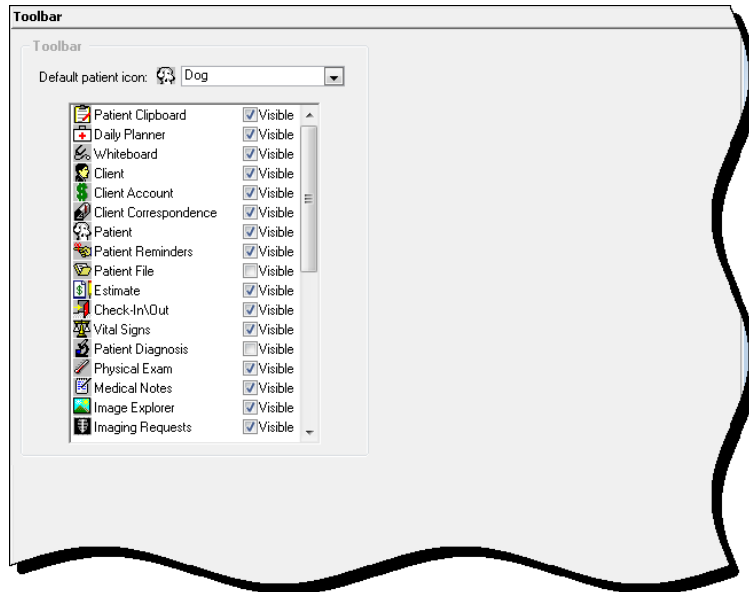 Toolbar
Toolbar
Default patient icon: Dog
Patient Clipboard Visible
Daily Planner Visible
Whiteboard Visible
Client Visible
Client Account Visible
Client Correspondence Visible
Patient Visible
Patient Reminders Visible
Patient File Visible
Estimate Visible
Check-In\Out Visible
Vital Signs Visible
Patient Diagnosis Visible
Physical Exam Visible
Medical Notes Visible
Image Explorer Visible
Imaging Requests Visible